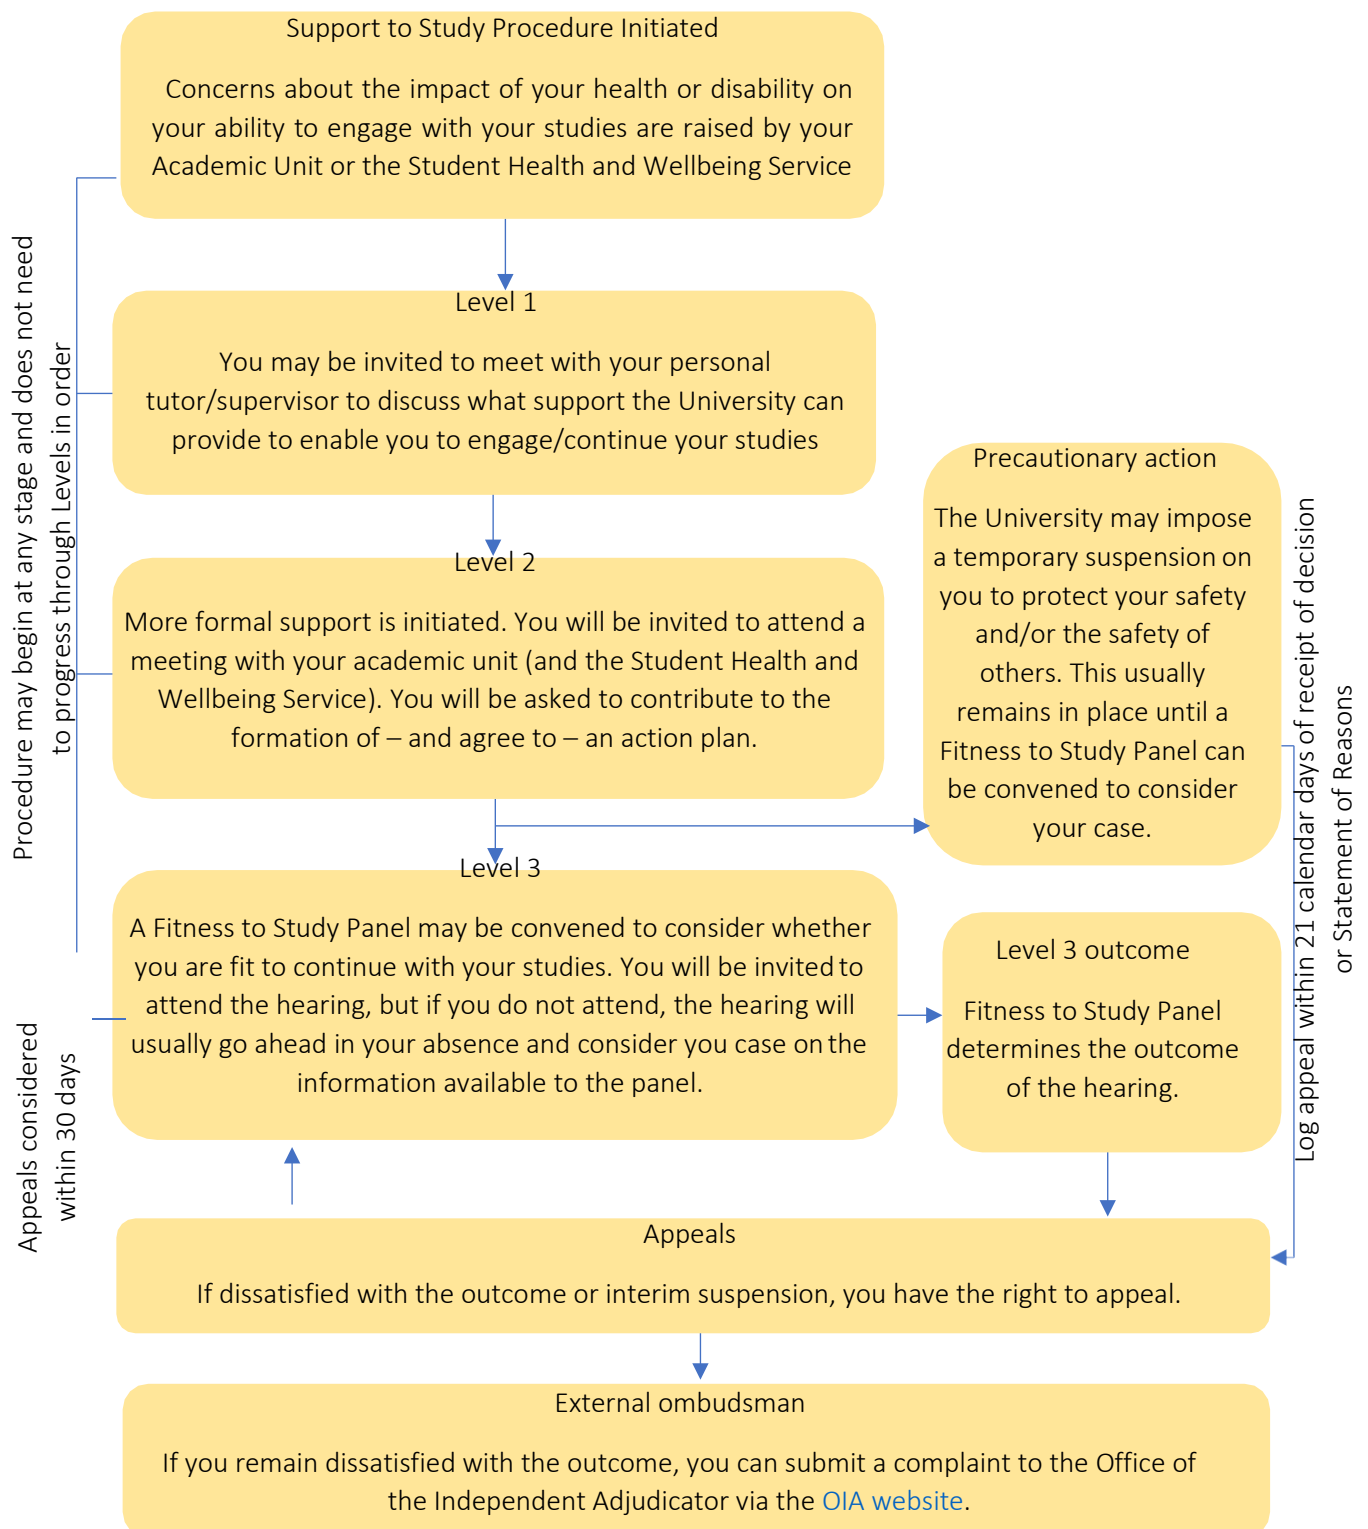 Support to Study Procedure Initiated
Concerns about the impact of your health or disability on
your ability to engage with your studies are raised by your
Academic Unit or the Student Health and Wellbeing Service
Procedure may begin at any stage and does not need
to progress through Levels in order
Level 1
You may be invited to meet with your personal
tutor/supervisor to discuss what support the University can
provide to enable you to engage/continue your studies
Level 2
More formal support is initiated. You will be invited to attend a
meeting with your academic unit (and the Student Health and
Wellbeing Service). You will be asked to contribute to the
formation of – and agree to – an action plan.
Precautionary action
The University may impose
a temporary suspension on
you to protect your safety
and/or the safety of
others. This usually
remains in place until a
Fitness to Study Panel can
be convened to consider
your case.
Log appeal within 21 calendar days of receipt of decision
or Statement of Reasons
Level 3
A Fitness to Study Panel may be convened to consider whether
you are fit to continue with your studies. You will be invited to
attend the hearing, but if you do not attend, the hearing will
usually go ahead in your absence and consider you case on the
information available to the panel.
Level 3 outcome
Fitness to Study Panel
determines the outcome
of the hearing.
Appeals considered
within 30 days
Appeals
If dissatisfied with the outcome or interim suspension, you have the right to appeal.
External ombudsman
If you remain dissatisfied with the outcome, you can submit a complaint to the Office of
the Independent Adjudicator via the OIA website.